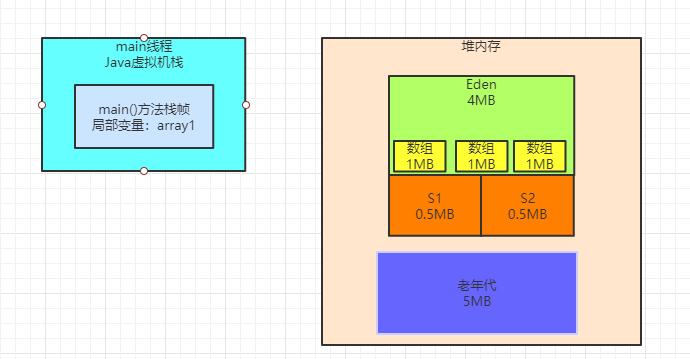 main线程
Java虚拟机栈
main()方法栈帧
局部变量：array1
堆内存
Eden
4MB
数组
1MB
数组
1MB
数组
1MB
S1
0.5MB
S2
0.5MB
老年代
5MB